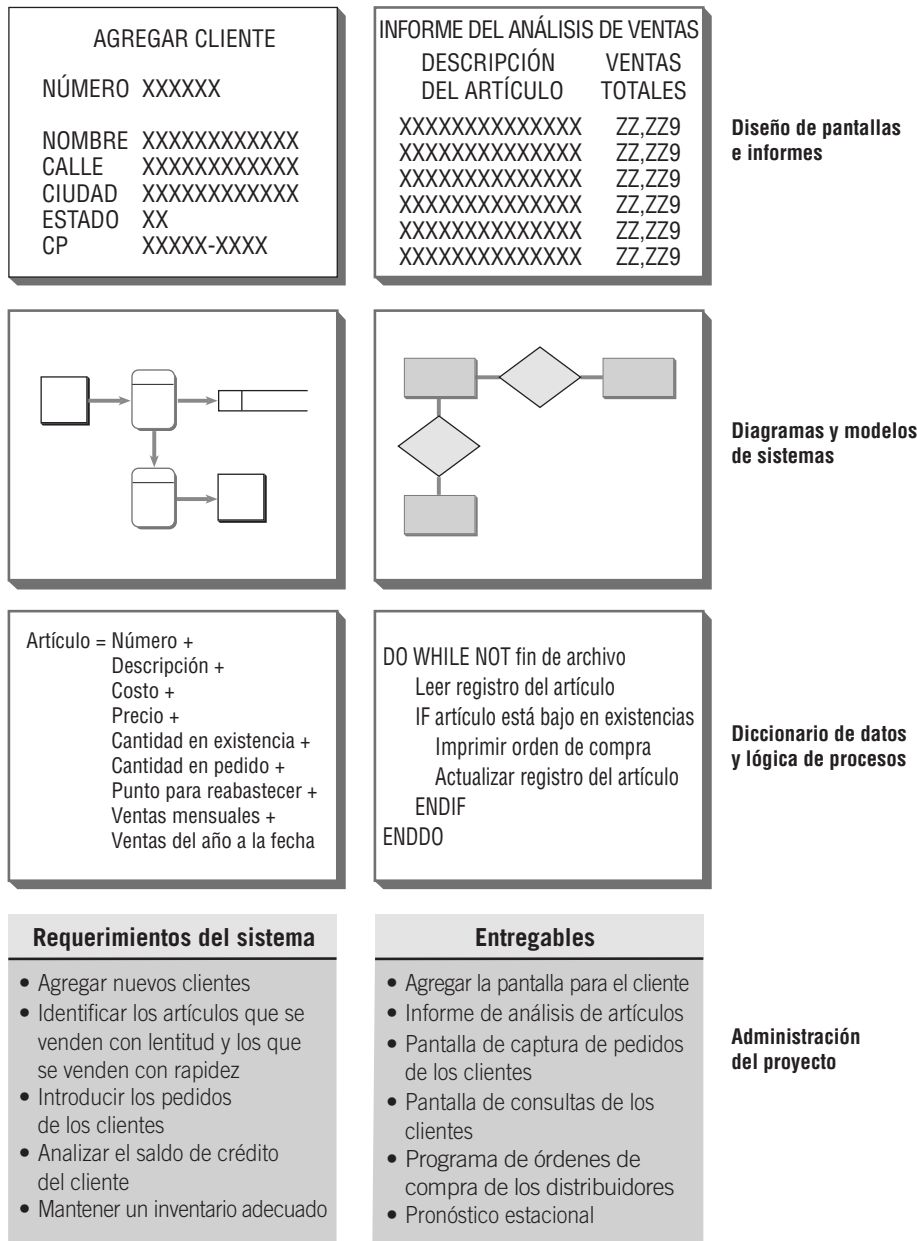 AGREGAR CLIENTE
NÚMERO XXXXXX
NOMBRE XXXXXXXXXXXX
CALLE XXXXXXXXXXXX
CIUDAD XXXXXXXXXXXX
ESTADO XX
CP XXXXX-XXXX
INFORME DEL ANÁLISIS DE VENTAS
DESCRIPCIÓN VENTAS
DEL ARTÍCULO TOTALES
XXXXXXXXXXXXXX ZZ,ZZ9
XXXXXXXXXXXXXX ZZ,ZZ9
XXXXXXXXXXXXXX ZZ,ZZ9
XXXXXXXXXXXXXX ZZ,ZZ9
XXXXXXXXXXXXXX ZZ,ZZ9
XXXXXXXXXXXXXX ZZ,ZZ9
Diseño de pantallas
e informes
Diagramas y modelos
de sistemas
Artículo = Número +
Descripción +
Costo +
Precio +
Cantidad en existencia +
Cantidad en pedido +
Punto para reabastecer +
Ventas mensuales +
Ventas del año a la fecha
DO WHILE NOT fin de archivo
Leer registro del artículo
IF artículo está bajo en existencias
Imprimir orden de compra
Actualizar registro del artículo
ENDIF
ENDDO
Diccionario de datos
y lógica de procesos
Requerimientos del sistema
• Agregar nuevos clientes
• Identificar los artículos que se
venden con lentitud y los que
se venden con rapidez
• Introducir los pedidos
de los clientes
• Analizar el saldo de crédito
del cliente
• Mantener un inventario adecuado
Entregables
• Agregar la pantalla para el cliente
• Informe de análisis de artículos
• Pantalla de captura de pedidos
de los clientes
• Pantalla de consultas de los
clientes
• Programa de órdenes de
compra de los distribuidores
• Pronóstico estacional
Administración
del proyecto